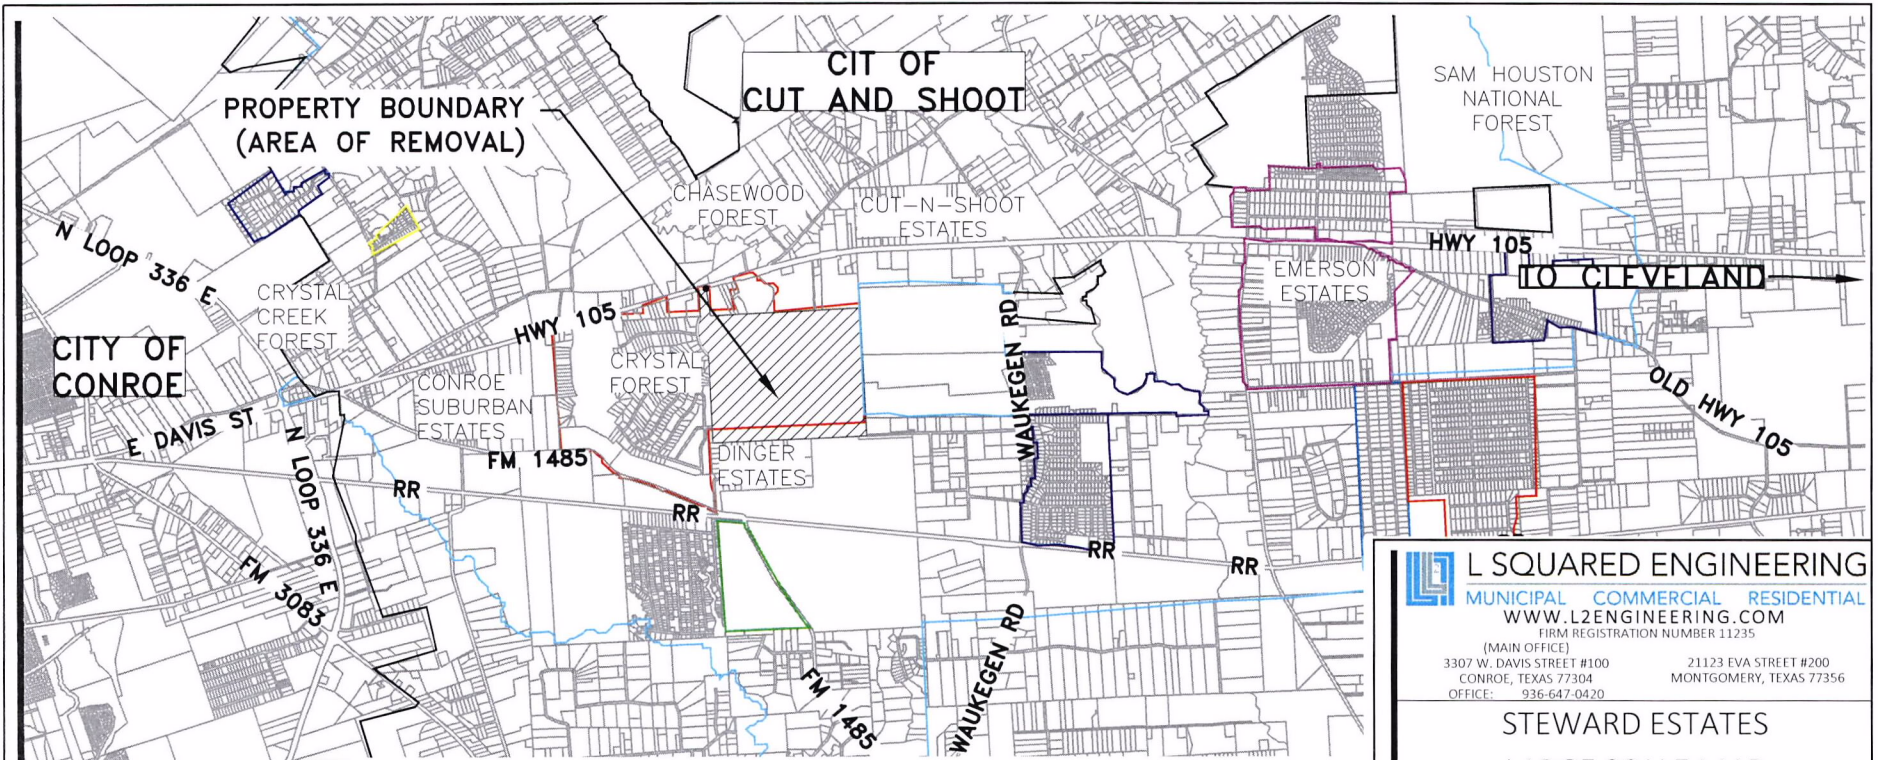 CIT OF
CUT AND SHOOT
PROPERTY BOUNDARY
(AREA OF REMOVAL)
SAM HOUSTON
NATIONAL
FOREST
CHASEWOOD
FOREST
CUT-N-SHOOT
ESTATES
N LOOP 336 E
HWY 105
EMERSON
ESTATES
TO CLEVELAND
CRYSTAL
CREEK
FOREST
HWY 105
CITY OF
CONROE
CRYSTAL
FOREST
WAUKEGEN RD
CONROE
SUBURBAN
ESTATES
OLD HWY 105
E DAVIS ST
N LOOP 336 E
FM 1485
DINGER
ESTATES
RR
RR
RR
RR
FM 3083
WAUKEGEN RD
FM 1485
L SQUARED ENGINEERING
MUNICIPAL COMMERCIAL RESIDENTIAL
WWW.L2ENGINEERING.COM
FIRM REGISTRATION NUMBER 11235
(MAIN OFFICE)
3307 W. DAVIS STREET #100
CONROE, TEXAS 77304
OFFICE: 936-647-0420
21123 EVA STREET #200
MONTGOMERY, TEXAS 77356
STEWARD ESTATES